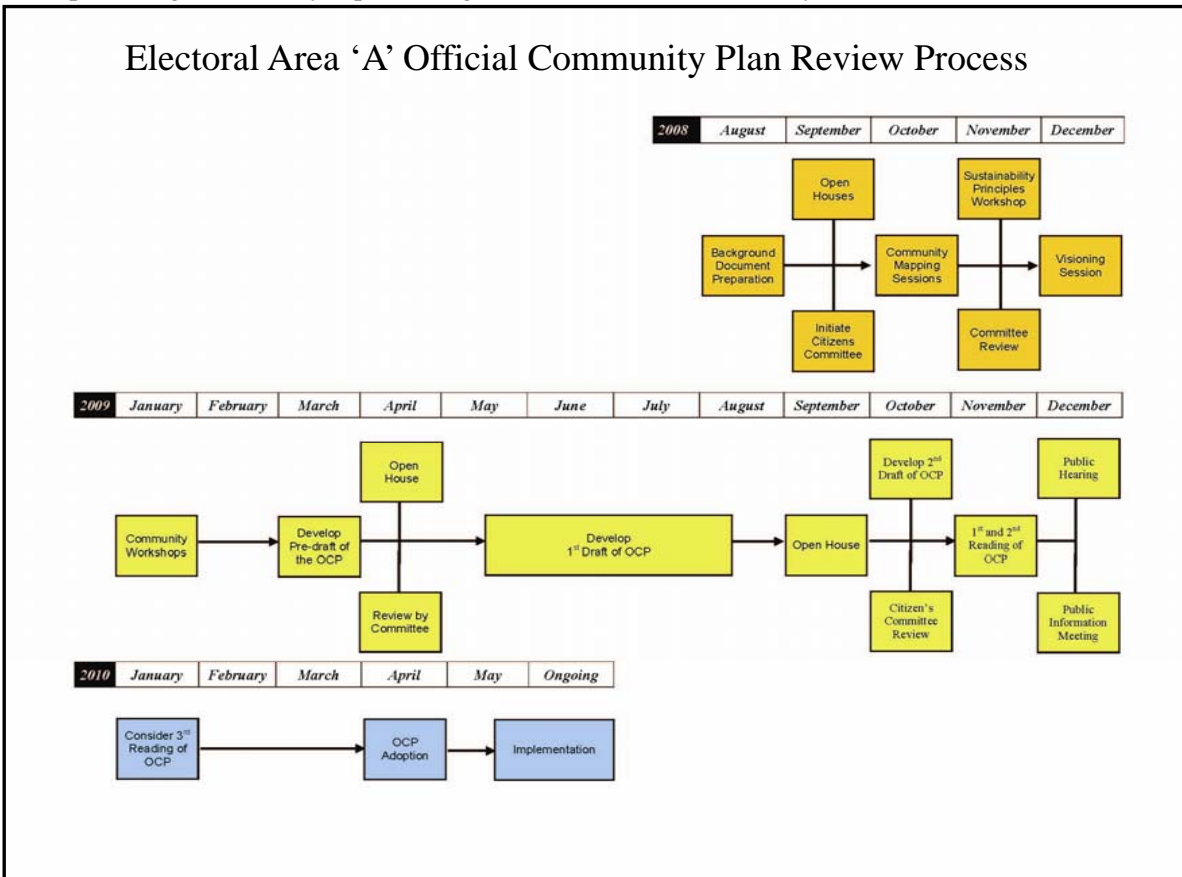 Electoral Area ‘A’ Official Community Plan Review Process
2008 August September October November December
Open
Houses
Sustainability
Principles
Workshop
Background
Document
Preparation
Community
Mapping
Sessions
Visioning
Session
Initiate
Citizens
Committee
Committee
Review
2009 January February March April May June July August September October November December
Open
House
Develop 2nd
Draft of OCP
Public
Hearing
Community
Workshops
Develop
Pre-draft of
the OCP
Develop
1st Draft of OCP
Open House
1st and 2nd
Reading of
OCP
Review by
Committee
Citizen's
Committee
Review
Public
Information
Meeting
2010 January February March April May Ongoing
Consider 3rd
Reading of
OCP
OCP
Adoption
Implementation